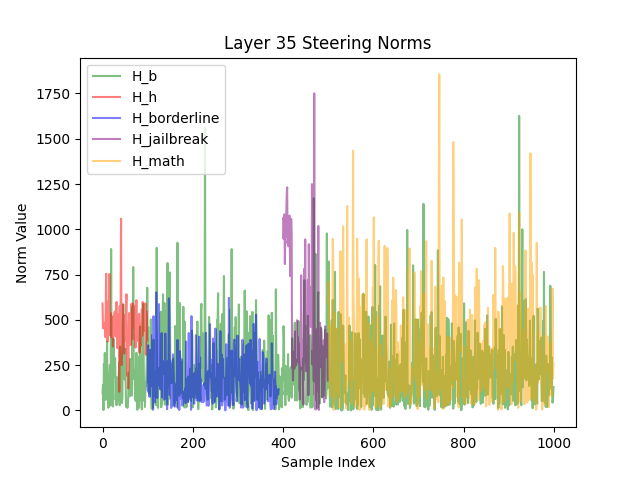 Layer 35 Steering Norms
H_b
H_h
H_borderline
H_jailbreak
H_math
Norm Value
1750
1500
1250
1000
750
500
250
0
0 200 400 600 800 1000
Sample Index